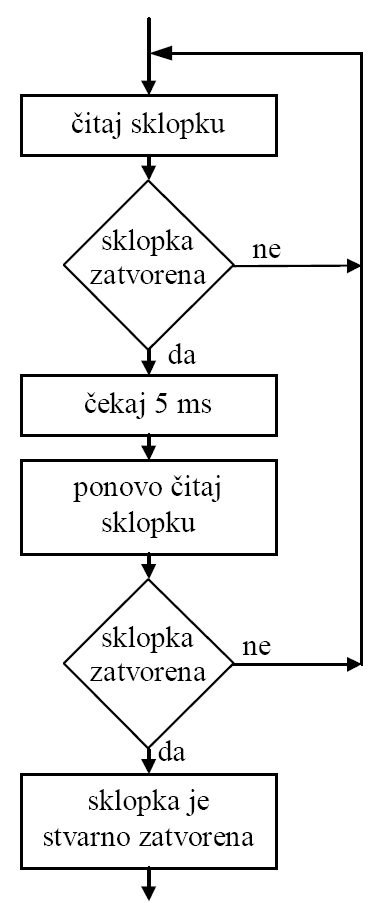 čitaj sklopku
sklopka
zatvorena
ne
da
čekaj 5 ms
ponovo čitaj
sklopku
sklopka
zatvorena
ne
da
sklopka je
stvarno zatvorena